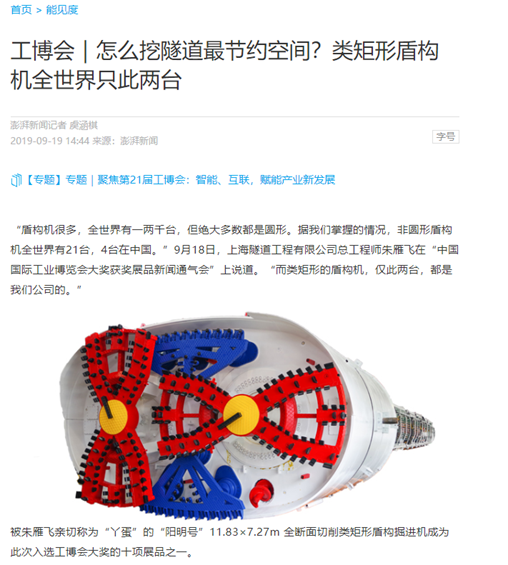 首页 > 能见度
工博会｜怎么挖隧道最节约空间？类矩形盾构
机全世界只此两台
澎湃新闻记者 虞涵棋
2019-09-19 14:44 来源：澎湃新闻
字号
【专题】专题 | 聚焦第21届工博会：智能、互联，赋能产业新发展
“盾构机很多，全世界有一两千台，但绝大多数都是圆形。据我们掌握的情况，非圆形盾构
机全世界有21台，4台在中国。”9月18日，上海隧道工程有限公司总工程师朱雁飞在“中国
国际工业博览会大奖获奖展品新闻通气会”上说道。“而类矩形的盾构机，仅此两台，都是
我们公司的。”
被朱雁飞亲切称为“丫蛋”的“阳明号”11.83×7.27m 全断面切削类矩形盾构掘进机成为
此次入选工博会大奖的十项展品之一。